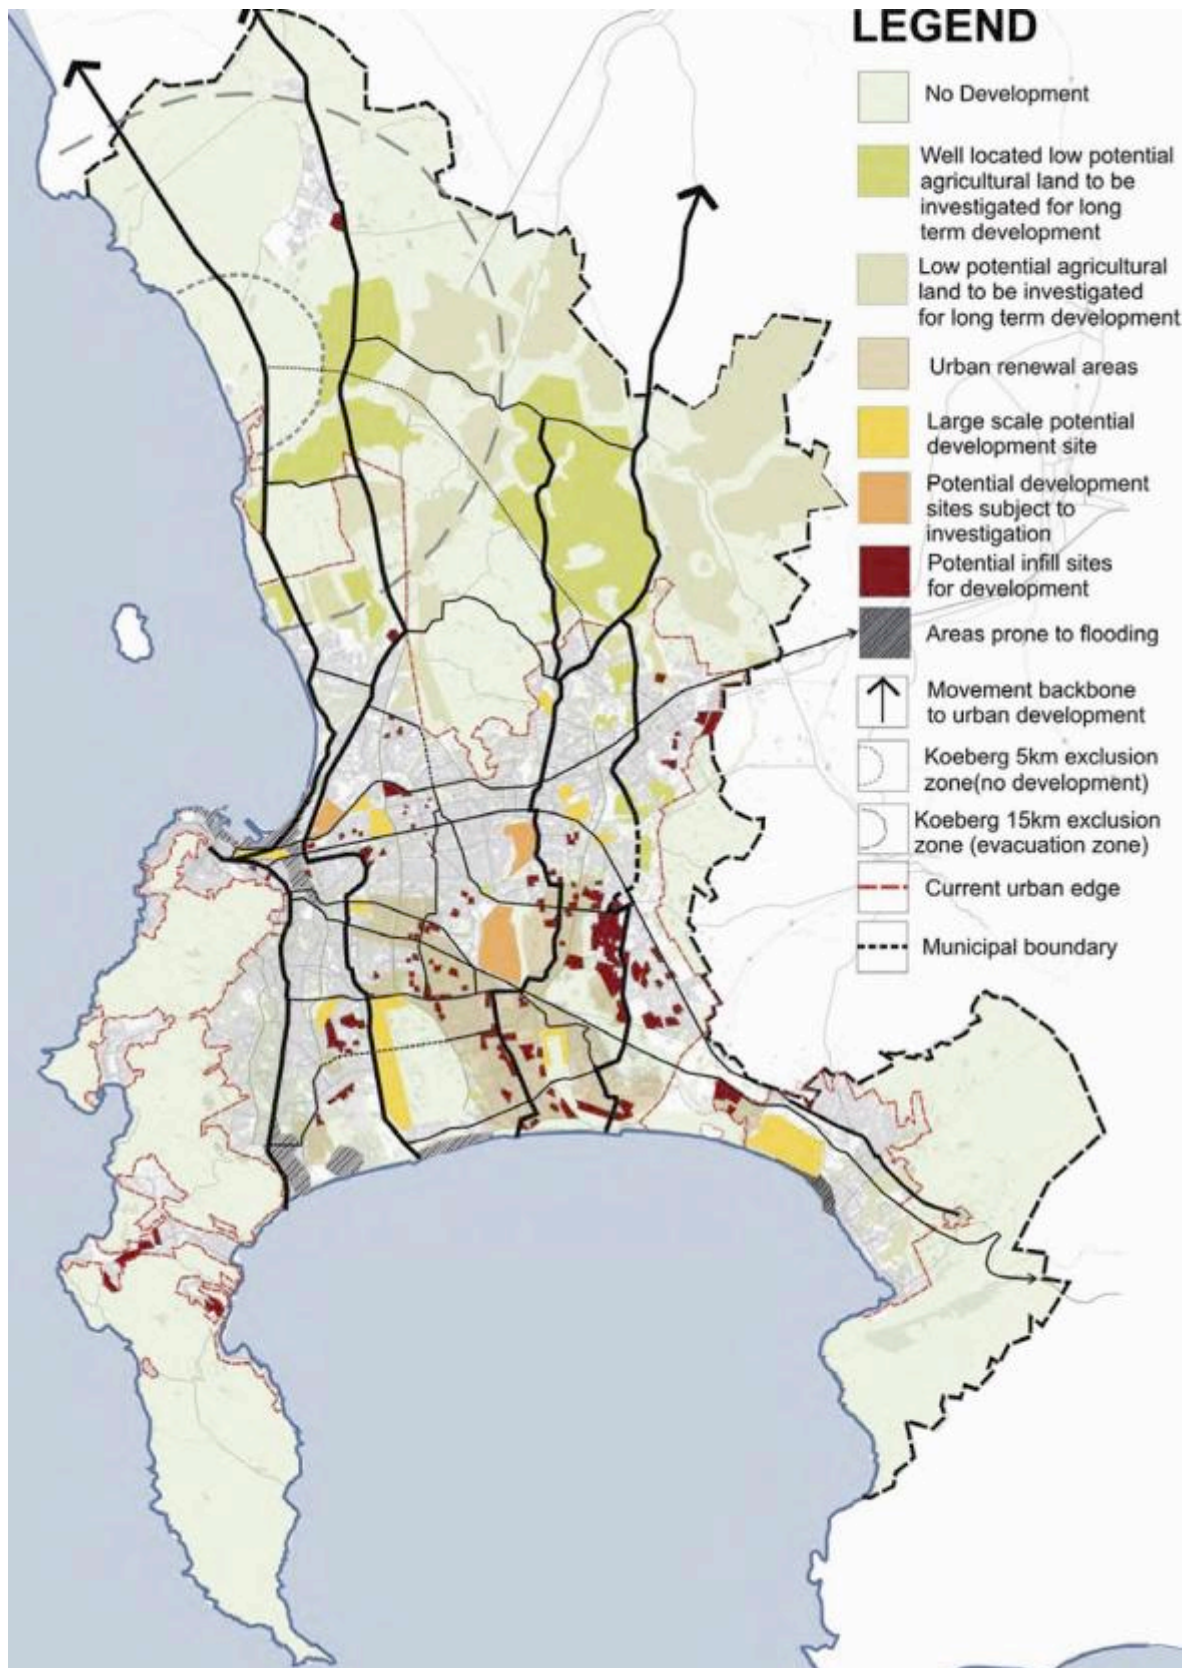 LEGEND
No Development
Well located low potential
agricultural land to be
investigated for long
term development
Low potential agricultural
land to be investigated
for long term development
Urban renewal areas
Large scale potential
development site
Potential development
sites subject to
investigation
Potential infill sites
for development
Areas prone to flooding
Movement backbone
to urban development
Koeberg 5km exclusion
zone(no development)
Koeberg 15km exclusion
zone (evacuation zone)
Current urban edge
Municipal boundary